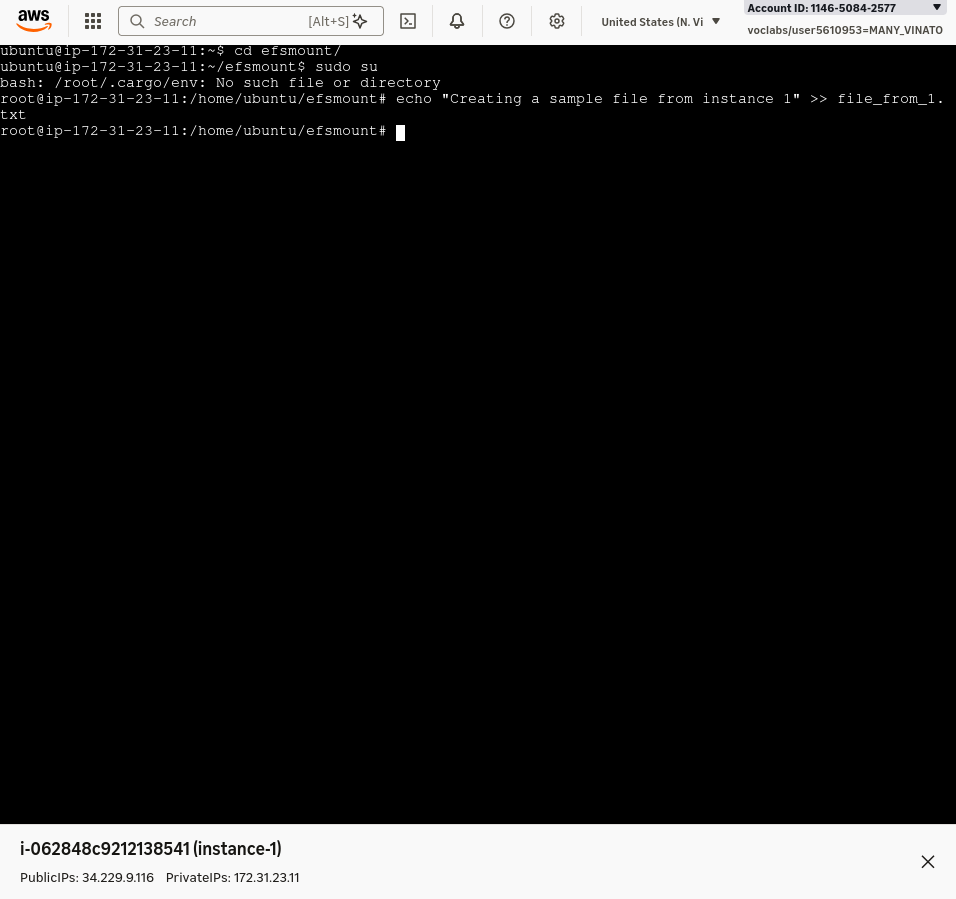 aws
Search
[Alt+S]
United States (N. Vi
Account ID: 1146-5084-2577
voclabs/user5610953=MANY_VINATO
ubuntu@ip-172-31-23-11:~$ cd efsmount/
ubuntu@ip-172-31-23-11:~/efsmount$ sudo su
bash: /root/.cargo/env: No such file or directory
root@ip-172-31-23-11:/home/ubuntu/efsmount# echo "Creating a sample file from instance 1" >> file_from_1.
txt
root@ip-172-31-23-11:/home/ubuntu/efsmount#
i-062848c9212138541 (instance-1)
PublicIPs: 34.229.9.116 PrivateIPs: 172.31.23.11